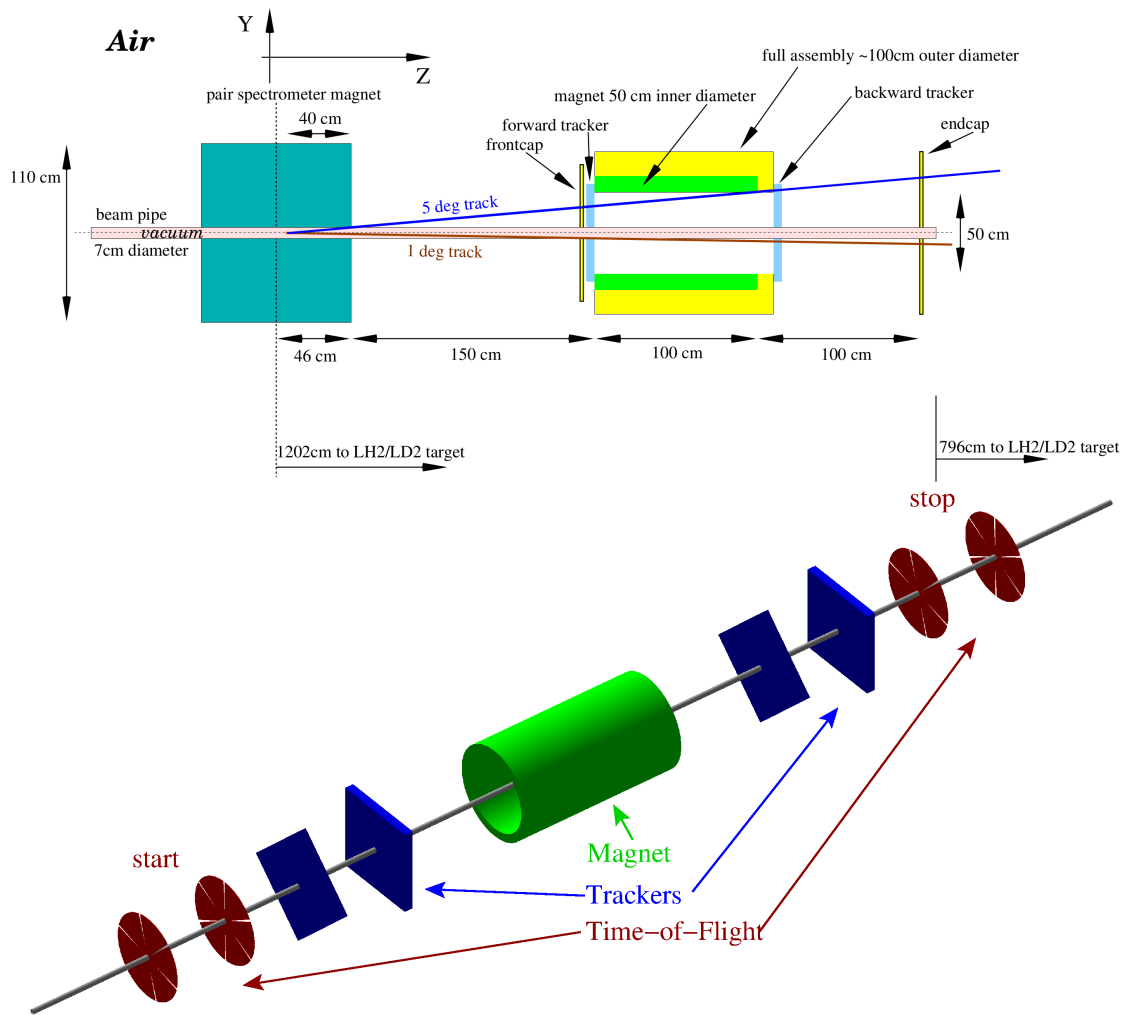 Air
Y
Z
pair spectrometer magnet
40 cm
110 cm
beam pipe
vacuum
7cm diameter
5 deg track
1 deg track
full assembly ~100cm outer diameter
magnet 50 cm inner diameter
backward tracker
forward tracker
frontcap
endcap
50 cm
46 cm
150 cm
100 cm
100 cm
1202cm to LH2/LD2 target
796cm to LH2/LD2 target
stop
start
Magnet
Trackers
Time-of-Flight